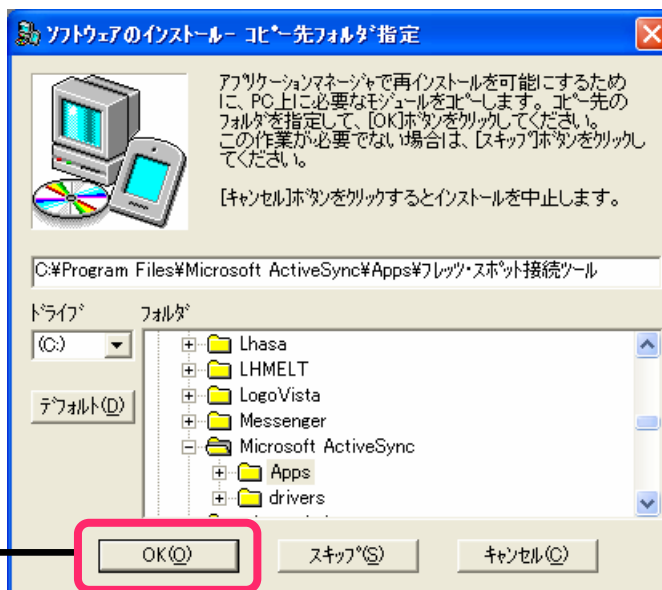 ソフトウェアのインストール - コピー先フォルダ指定
アプリケーションマネージャで再インストールを可能にするため
に、PC上に必要なモジュールをコピーします。コピー先の
フォルダを指定して、[OK]ボタンをクリックしてください。
この作業が必要でない場合は、[スキップ]ボタンをクリックし
てください。
[キャンセル]ボタンをクリックするとインストールを中止します。
C:¥Program Files¥Microsoft ActiveSync¥Apps¥フレッツ・スポット接続ツール
ドライブ フォルダ
(C:)
Lhasa
LHMELT
LogoVista
デフォルト(D)
Messenger
Microsoft ActiveSync
Apps
drivers
OK(O) スキップ(S) キャンセル(C)